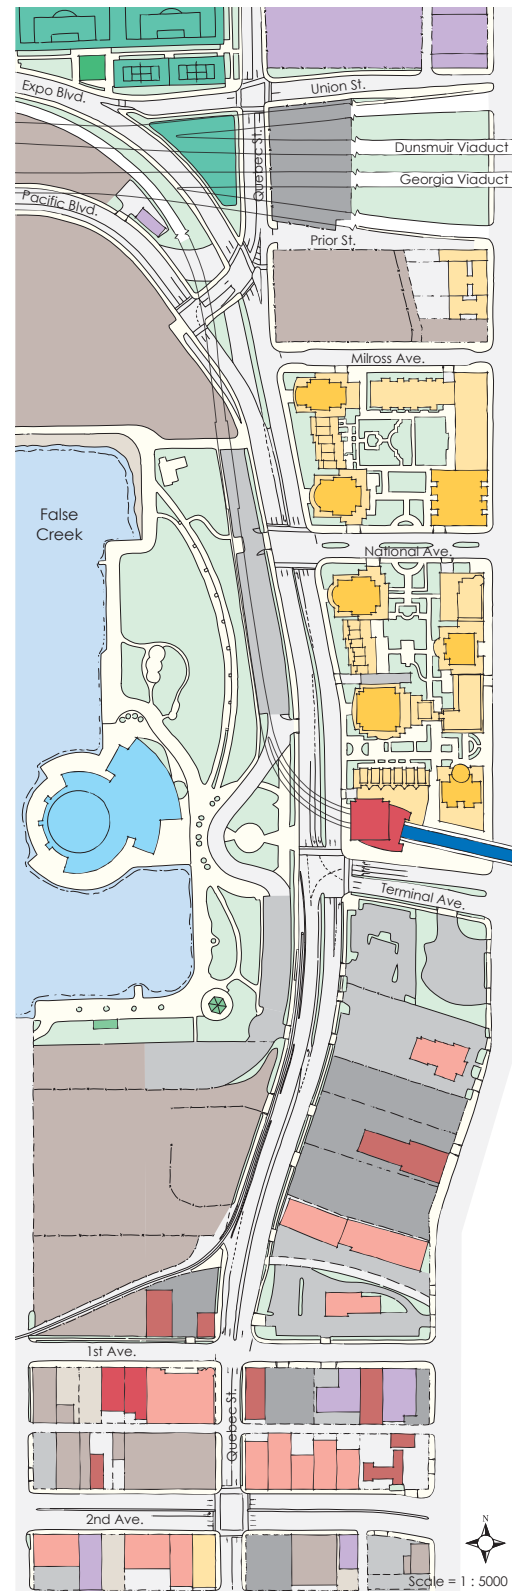 Expo Blvd.
Union St.
Quebec St.
Dunsmuir Viaduct
Georgia Viaduct
Pacific Blvd.
Prior St.
Milross Ave.
False
Creek
National Ave.
Terminal Ave.
1st Ave.
Quebec St.
2nd Ave.
N
Scale = 1 : 5000